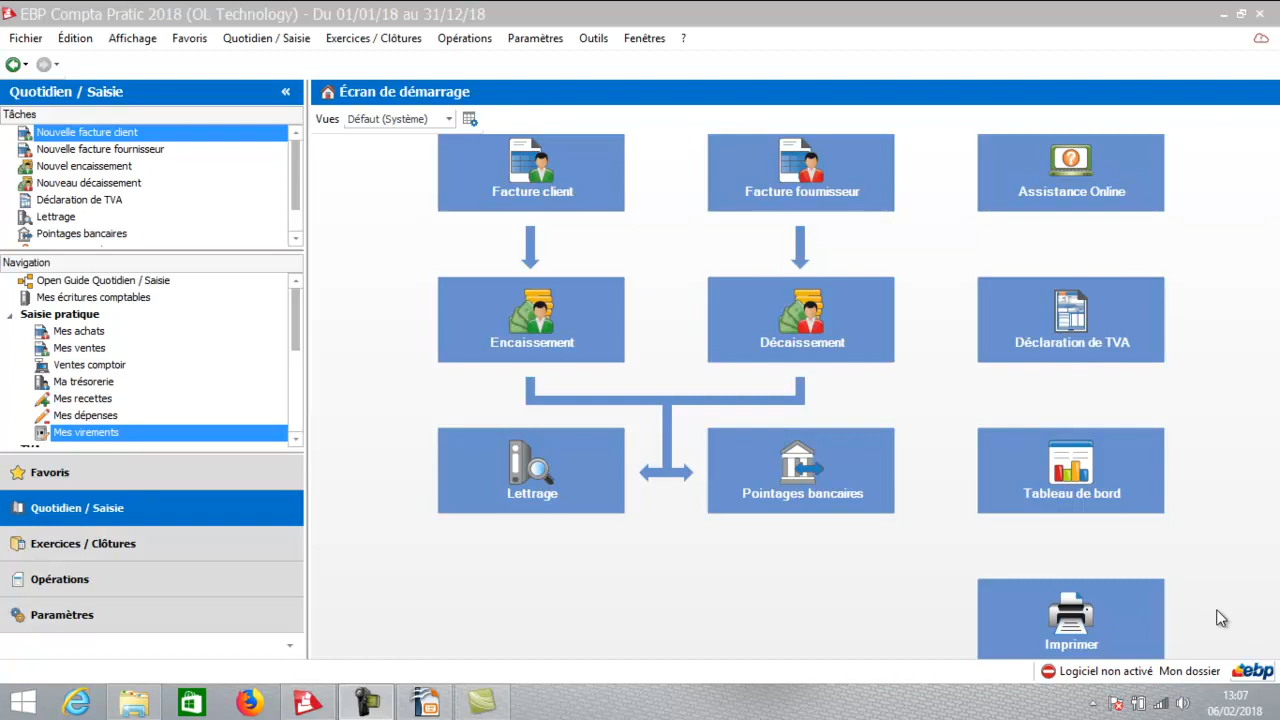 EBP Compta Pratic 2018 (OL Technology) - Du 01/01/18 au 31/12/18
Fichier Édition Affichage Favoris Quotidien / Saisie Exercices / Clôtures Opérations Paramètres Outils Fenêtres ?
Quotidien / Saisie «
Écran de démarrage
Tâches
Vues Défaut (Système)
Nouvelle facture client
Nouvelle facture fournisseur
Nouvel encaissement
Nouveau décaissement
Déclaration de TVA
Lettrage
Pointages bancaires
Navigation
Open Guide Quotidien / Saisie
Mes écritures comptables
Saisie pratique
Mes achats
Mes ventes
Ventes comptoir
Ma trésorerie
Mes recettes
Mes dépenses
Mes virements
Favoris
Quotidien / Saisie
Exercices / Clôtures
Opérations
Paramètres
Facture client
Facture fournisseur
Assistance Online
Encaissement
Décaissement
Déclaration de TVA
Lettrage
Pointages bancaires
Tableau de bord
Imprimer
Logiciel non activé Mon dossier ebp
13:07
06/02/2018